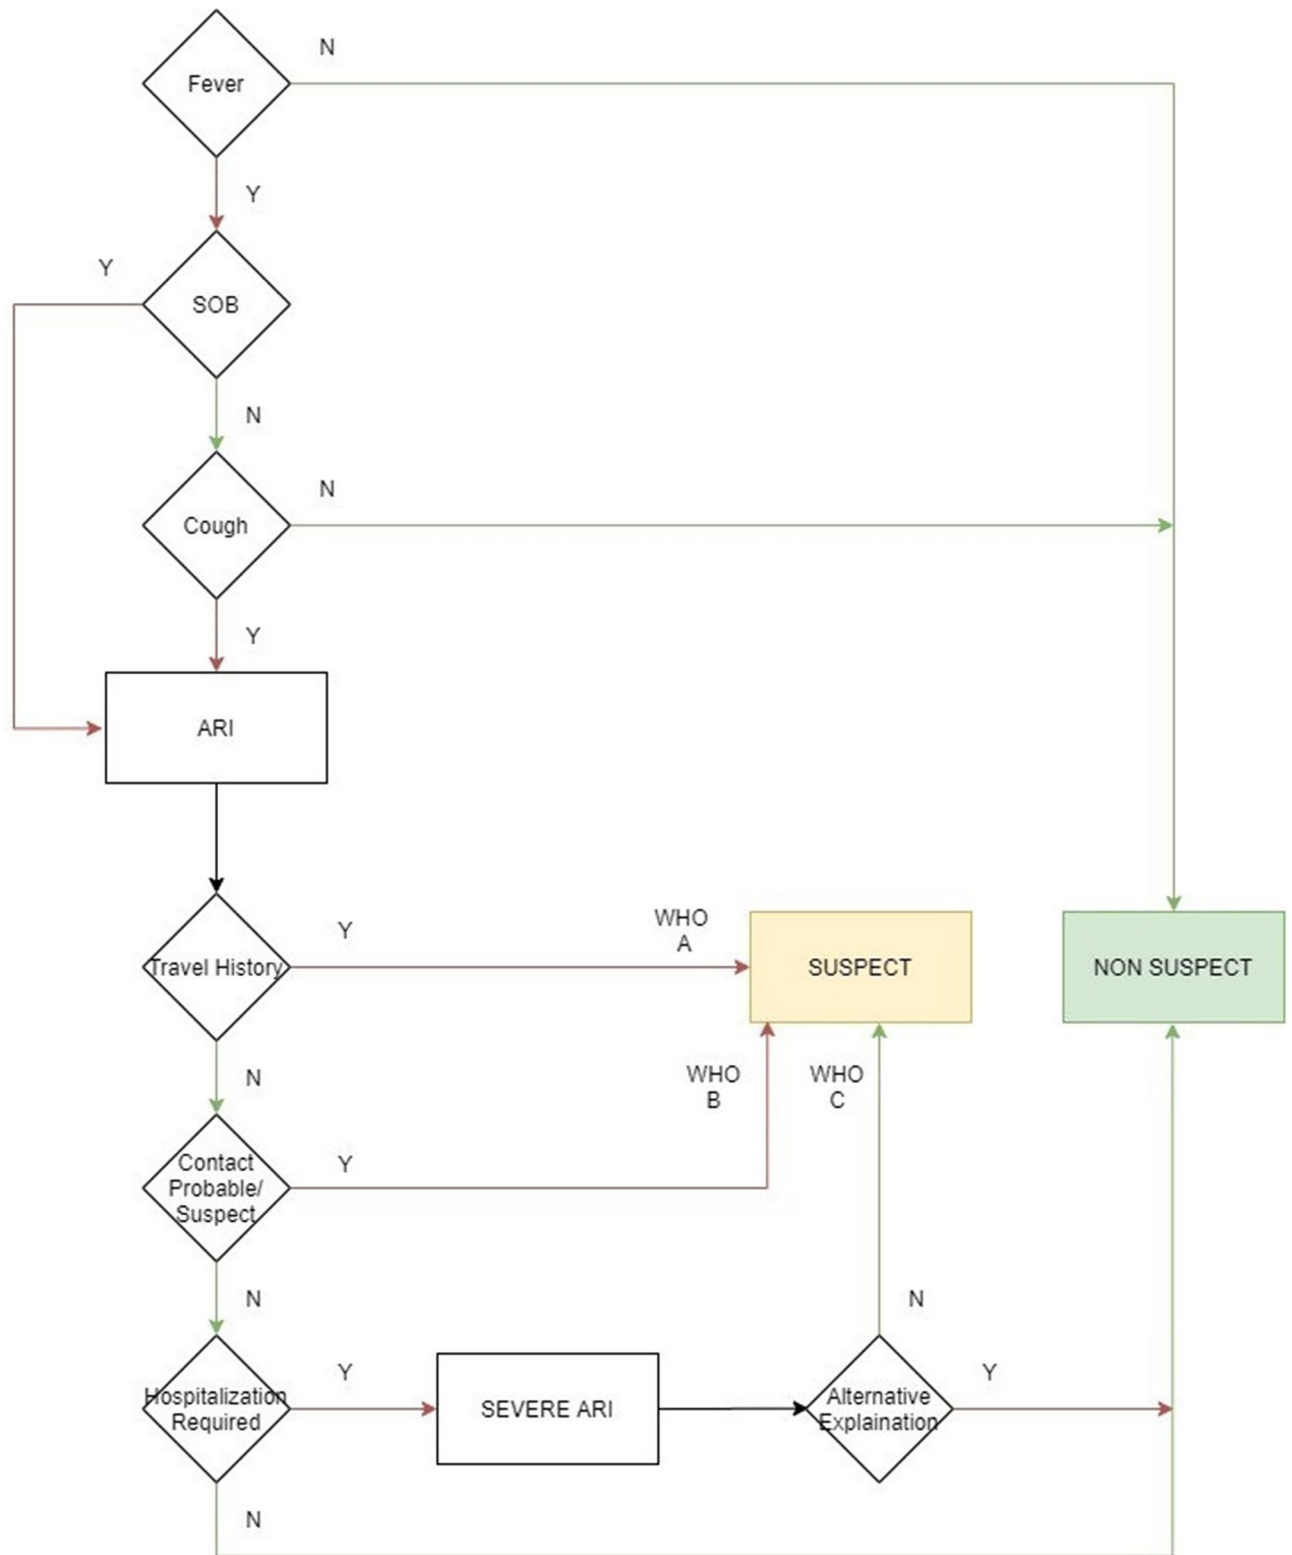 N
Fever
Y
Y
SOB
N
N
Cough
Y
ARI
Y
WHO
A
Travel History
SUSPECT
NON SUSPECT
N
WHO
B
WHO
C
Y
Contact
Probable/
Suspect
N
N
Y
Y
Hospitalization
Required
SEVERE ARI
Alternative
Explaination
N